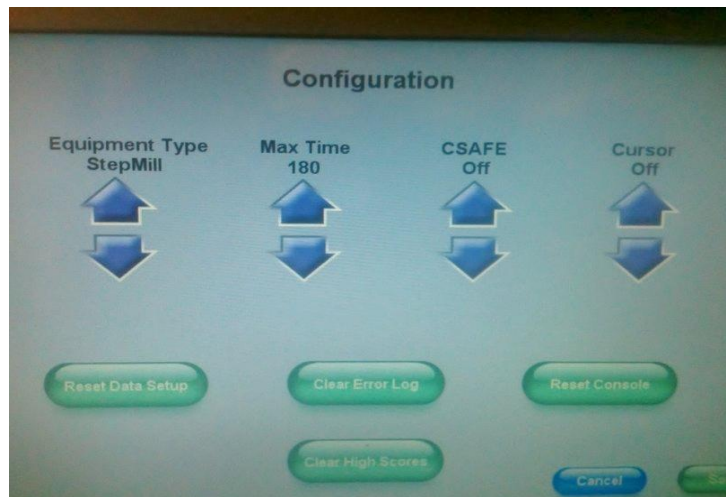 Configuration
Equipment Type
StepMill
Max Time
180
CSAFE
Off
Cursor
Off
Reset Data Setup
Clear Error Log
Reset Console
Clear High Scores
Cancel